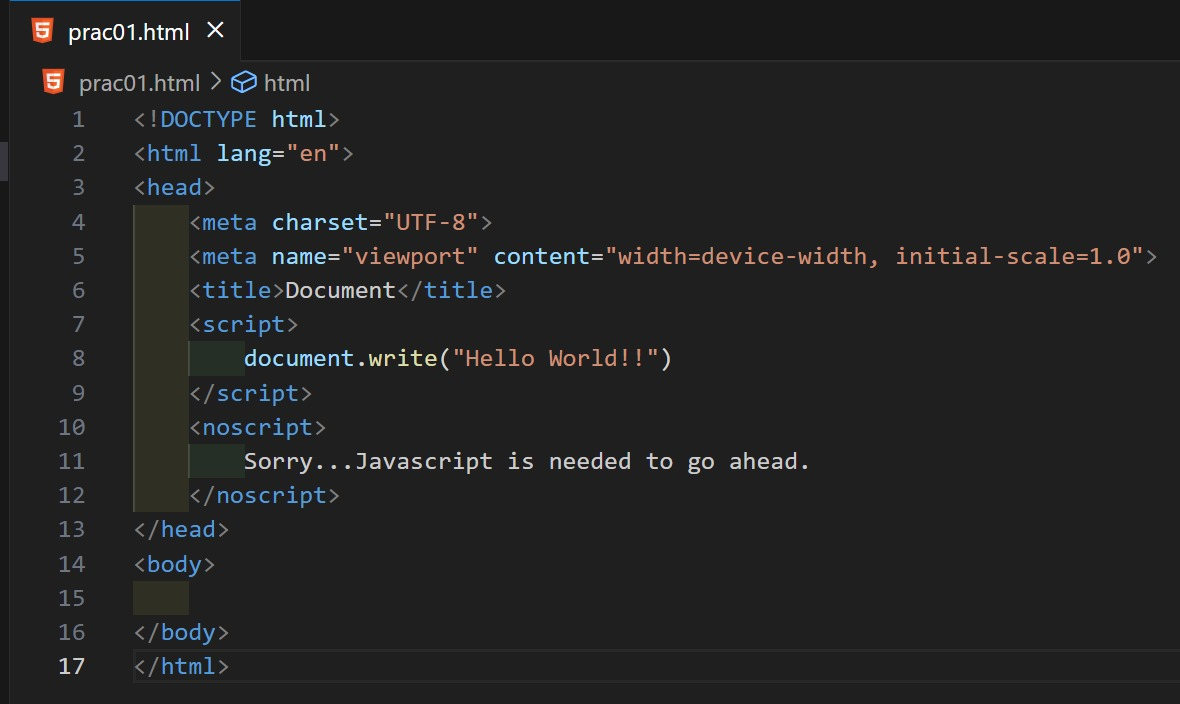 prac01.html
prac01.html > html
1 <!DOCTYPE html>
2 <html lang="en">
3 <head>
4     <meta charset="UTF-8">
5     <meta name="viewport" content="width=device-width, initial-scale=1.0">
6     <title>Document</title>
7     <script>
8         document.write("Hello World!!")
9     </script>
10     <noscript>
11         Sorry...Javascript is needed to go ahead.
12     </noscript>
13 </head>
14 <body>
15
16 </body>
17 </html>